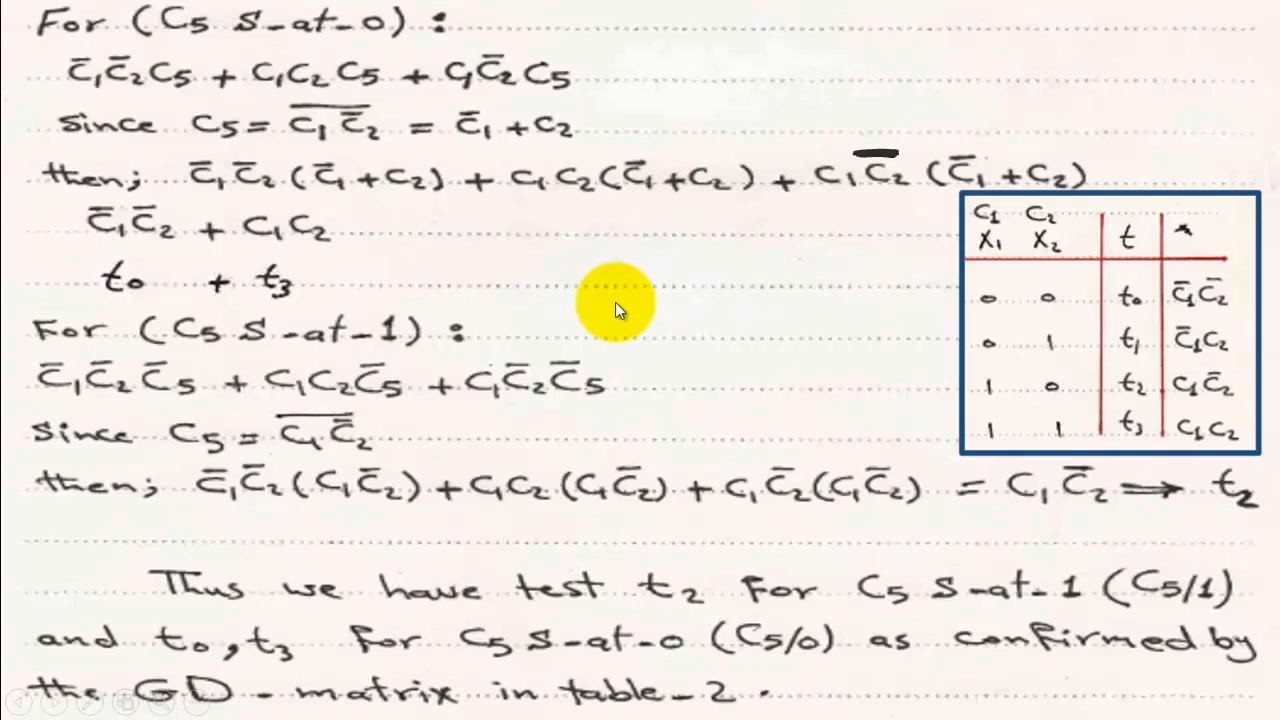 For (C5 S-at-0) :
C̅1C̅2C5 + C1C2C5 + C1C̅2C5
Since C5 = \overline{C1 C̅2} = C̅1 + C2
then; C̅1C̅2 (C̅1 + C2) + C1C2 (C̅1 + C2) + C1C̅2 (C̅1 + C2)
C̅1C̅2 + C1C2
t0 + t3
For (C5 S-at-1) :
C̅1C̅2C̅5 + C1C2C̅5 + C1C̅2C̅5
Since C5 = \overline{C1 C̅2}
then; C̅1C̅2 (C1C̅2) + C1C2 (C1C̅2) + C1C̅2 (C1C̅2) = C1C̅2 ⟹ t2
Thus we have test t2 For C5 S-at-1 (C5/1)
and t0, t3 For C5 S-at-0 (C5/0) as confirmed by
the GD-matrix in table-2.
C1 C2
X1 X2 t *
0 0 t0 C̅1C̅2
0 1 t1 C̅1C2
1 0 t2 C1C̅2
1 1 t3 C1C2